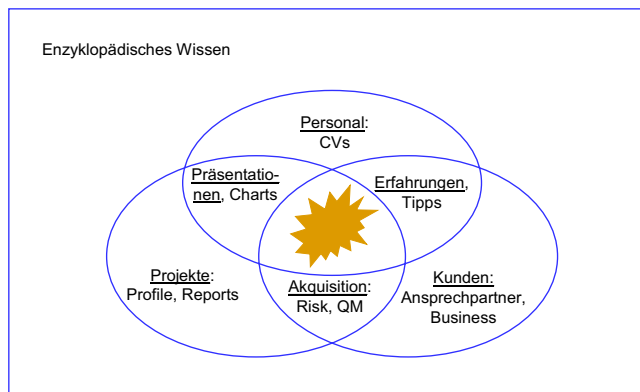 Enzyklopädisches Wissen
Personal:
CVs
Präsentatio-
nen, Charts
Erfahrungen,
Tipps
Projekte:
Profile, Reports
Akquisition:
Risk, QM
Kunden:
Ansprechpartner,
Business